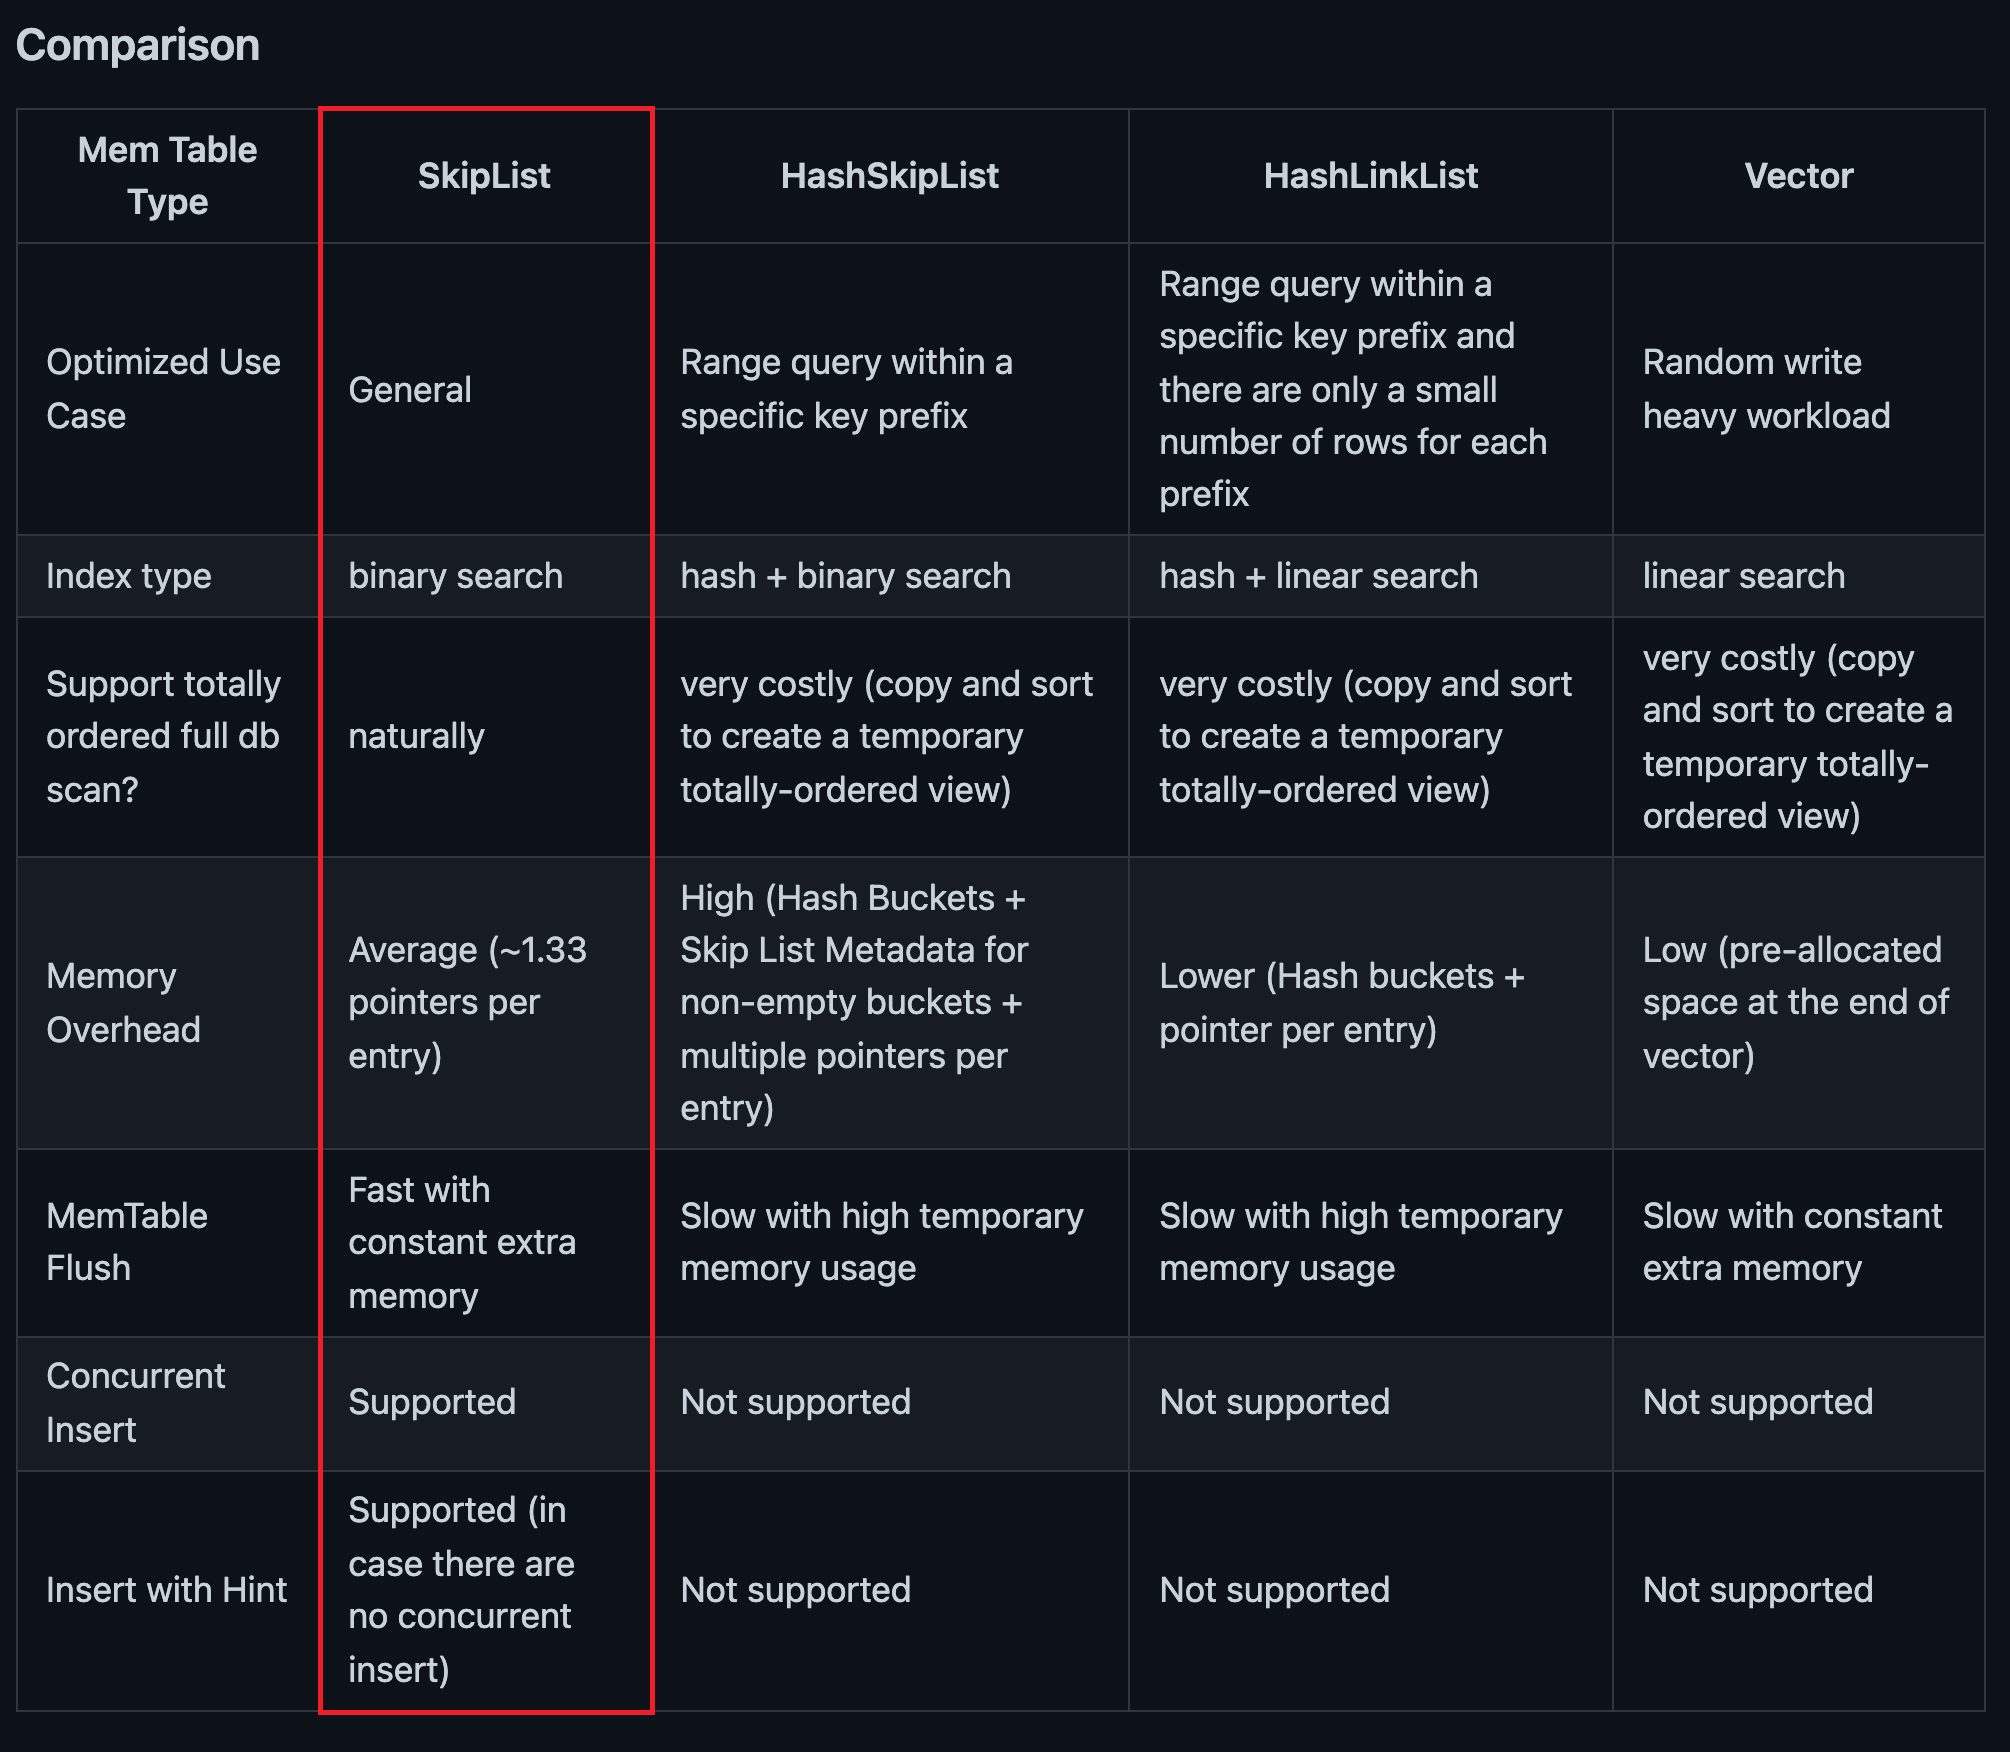 Comparison
Mem Table
Type
SkipList
HashSkipList
HashLinkList
Vector
Optimized Use
Case
General
Range query within a
specific key prefix
Range query within a
specific key prefix and
there are only a small
number of rows for each
prefix
Random write
heavy workload
Index type
binary search
hash + binary search
hash + linear search
linear search
Support totally
ordered full db
scan?
naturally
very costly (copy and sort
to create a temporary
totally-ordered view)
very costly (copy and sort
to create a temporary
totally-ordered view)
very costly (copy
and sort to create a
temporary totally-
ordered view)
Memory
Overhead
Average (~1.33
pointers per
entry)
High (Hash Buckets +
Skip List Metadata for
non-empty buckets +
multiple pointers per
entry)
Lower (Hash buckets +
pointer per entry)
Low (pre-allocated
space at the end of
vector)
MemTable
Flush
Fast with
constant extra
memory
Slow with high temporary
memory usage
Slow with high temporary
memory usage
Slow with constant
extra memory
Concurrent
Insert
Supported
Not supported
Not supported
Not supported
Insert with Hint
Supported (in
case there are
no concurrent
insert)
Not supported
Not supported
Not supported